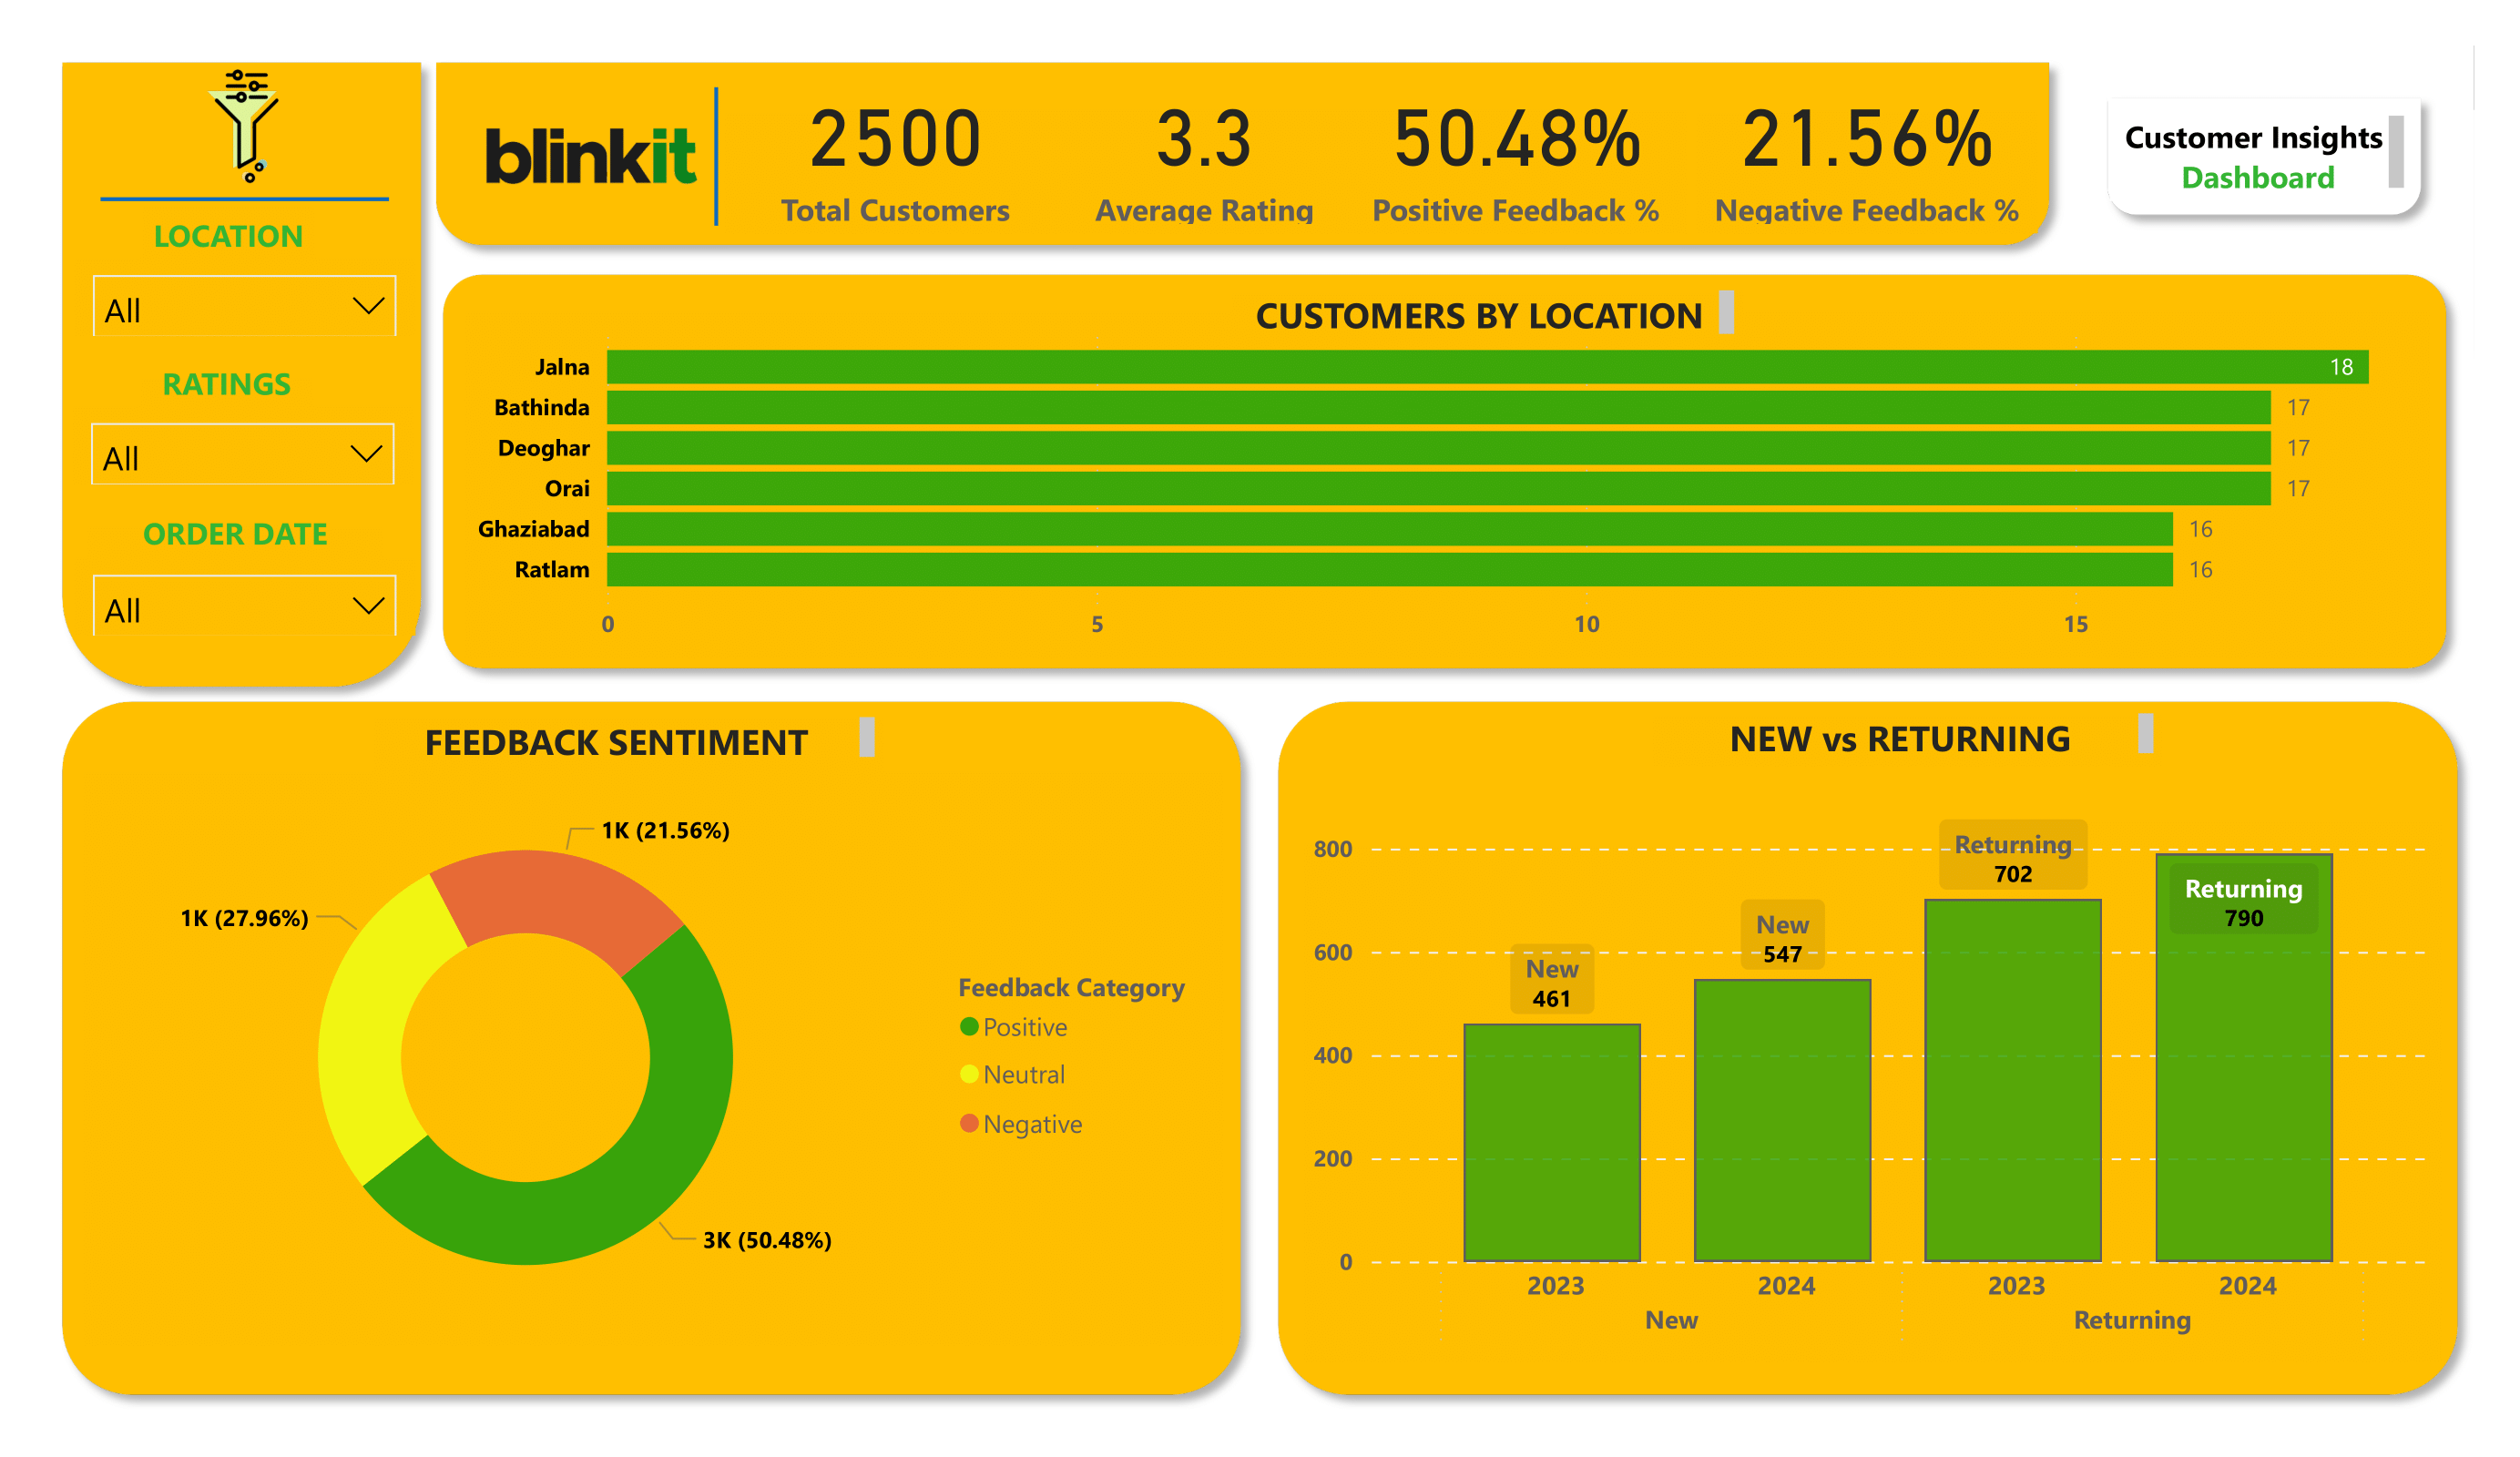 LOCATION
All
RATINGS
All
ORDER DATE
All
blinkit
2500
Total Customers
3.3
Average Rating
50.48%
Positive Feedback %
21.56%
Negative Feedback %
Customer Insights
Dashboard
CUSTOMERS BY LOCATION
Jalna 18
Bathinda 17
Deoghar 17
Orai 17
Ghaziabad 16
Ratlam 16
0 5 10 15
FEEDBACK SENTIMENT
1K (21.56%)
1K (27.96%)
3K (50.48%)
Feedback Category
Positive
Neutral
Negative
NEW vs RETURNING
800
600
400
200
0
New
461
New
547
Returning
702
Returning
790
2023 2024 2023 2024
New Returning